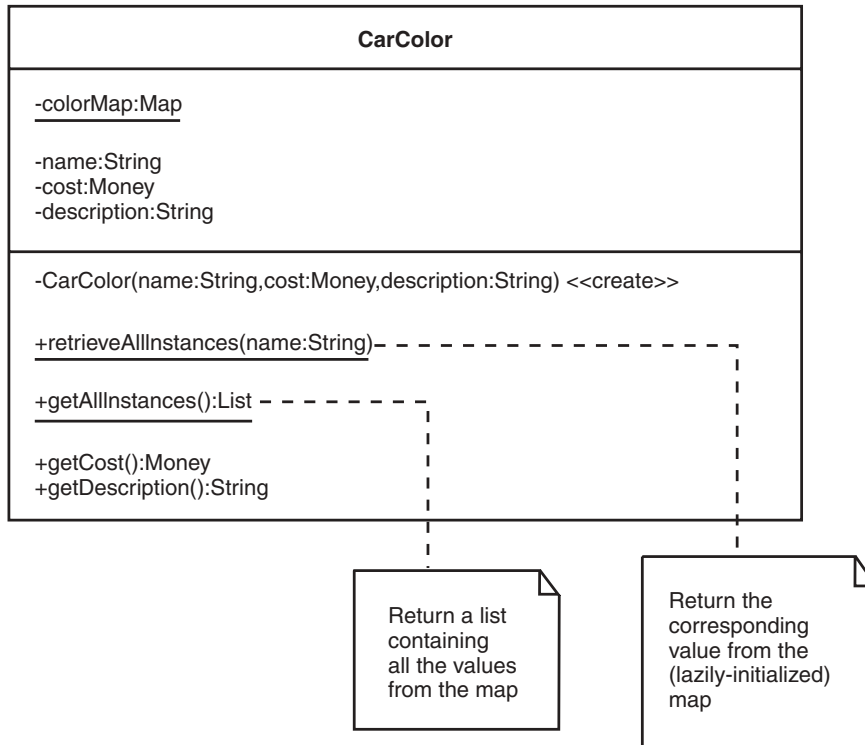 CarColor
-colorMap:Map
-name:String
-cost:Money
-description:String
-CarColor(name:String,cost:Money,description:String) <<create>>
+retrieveAllInstances(name:String)
+getAllInstances():List
+getCost():Money
+getDescription():String
Return a list
containing
all the values
from the map
Return the
corresponding
value from the
(lazily-initialized)
map